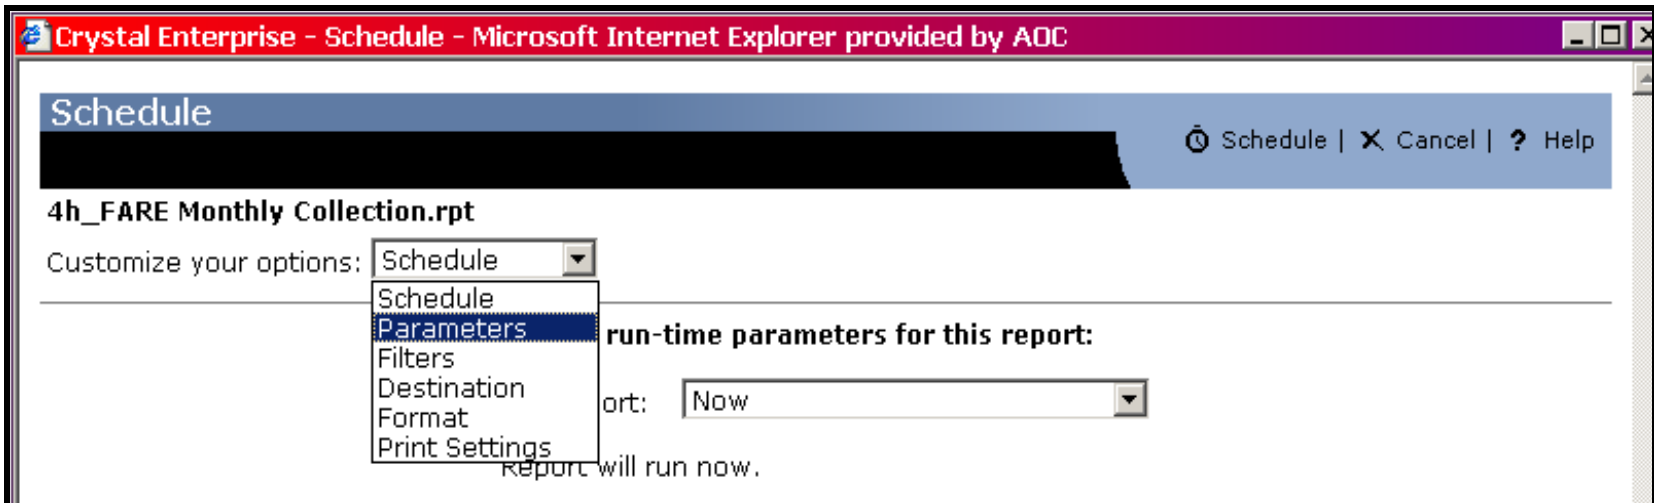 Crystal Enterprise - Schedule - Microsoft Internet Explorer provided by AOC
Schedule
Schedule | Cancel | ? Help
4h_FARE Monthly Collection.rpt
Customize your options: Schedule
Schedule
Parameters
run-time parameters for this report:
Filters
Destination
ort: Now
Format
Print Settings
Report will run now.